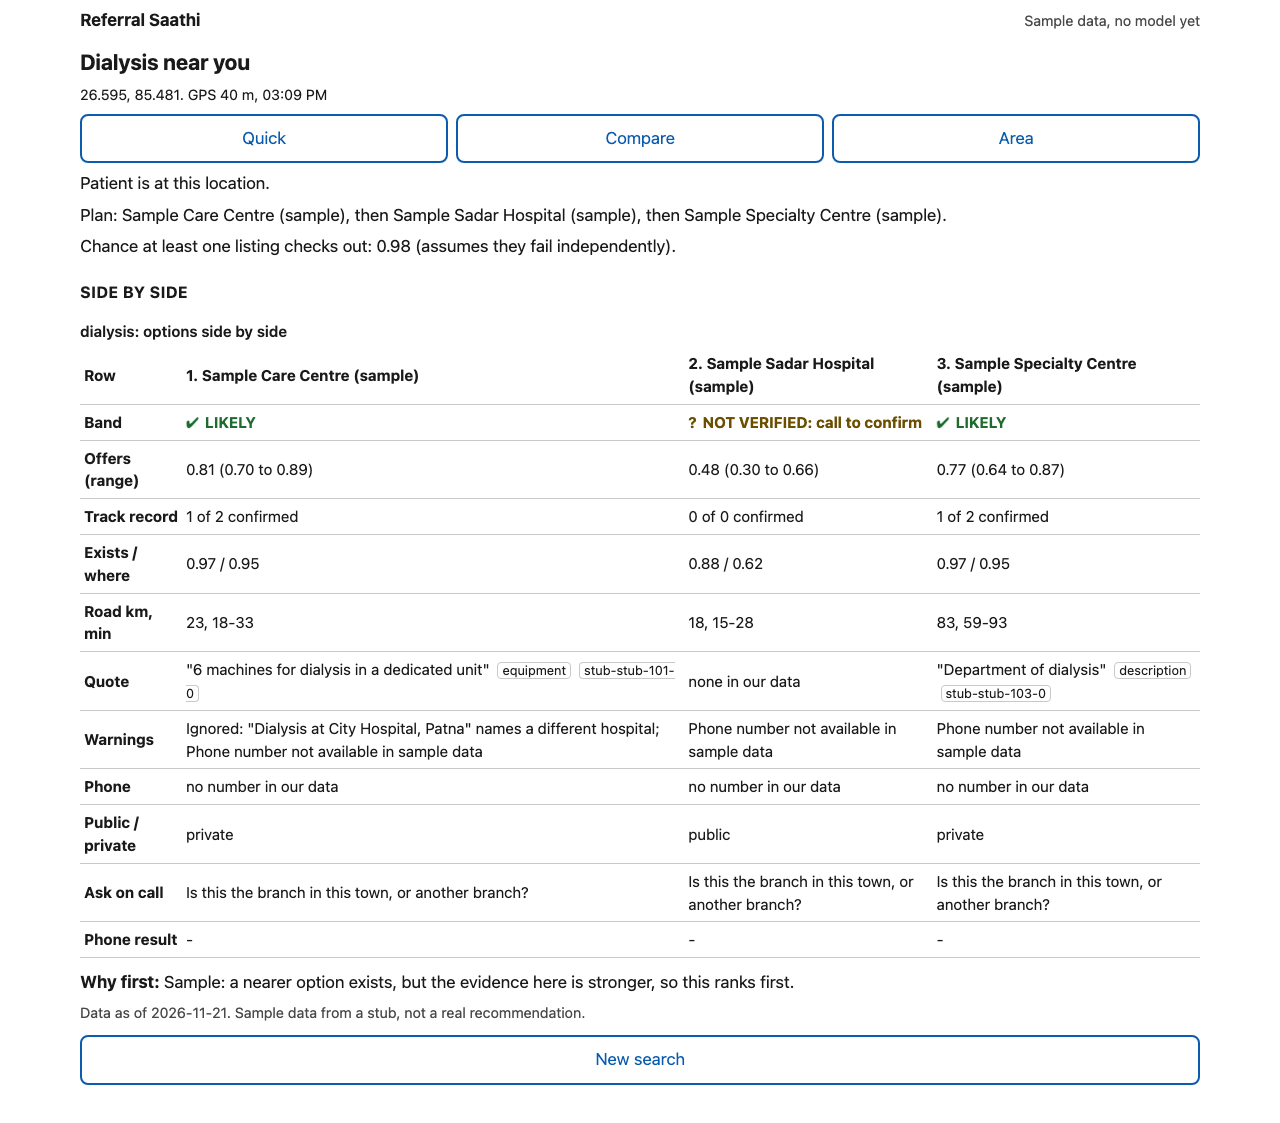 Referral Saathi
Sample data, no model yet
Dialysis near you
26.595, 85.481. GPS 40 m, 03:09 PM
Quick
Compare
Area
Patient is at this location.
Plan: Sample Care Centre (sample), then Sample Sadar Hospital (sample), then Sample Specialty Centre (sample).
Chance at least one listing checks out: 0.98 (assumes they fail independently).
SIDE BY SIDE
dialysis: options side by side
Row
1. Sample Care Centre (sample)
2. Sample Sadar Hospital
(sample)
3. Sample Specialty Centre
(sample)
Band
✔ LIKELY
? NOT VERIFIED: call to confirm
✔ LIKELY
Offers
(range)
0.81 (0.70 to 0.89)
0.48 (0.30 to 0.66)
0.77 (0.64 to 0.87)
Track record
1 of 2 confirmed
0 of 0 confirmed
1 of 2 confirmed
Exists /
where
0.97 / 0.95
0.88 / 0.62
0.97 / 0.95
Road km,
min
23, 18-33
18, 15-28
83, 59-93
Quote
"6 machines for dialysis in a dedicated unit" equipment stub-stub-101-
0
none in our data
"Department of dialysis" description
stub-stub-103-0
Warnings
Ignored: "Dialysis at City Hospital, Patna" names a different hospital;
Phone number not available in sample data
Phone number not available in
sample data
Phone number not available in
sample data
Phone
no number in our data
no number in our data
no number in our data
Public /
private
private
public
private
Ask on call
Is this the branch in this town, or another branch?
Is this the branch in this town, or
another branch?
Is this the branch in this town, or
another branch?
Phone result
-
-
-
Why first: Sample: a nearer option exists, but the evidence here is stronger, so this ranks first.
Data as of 2026-11-21. Sample data from a stub, not a real recommendation.
New search